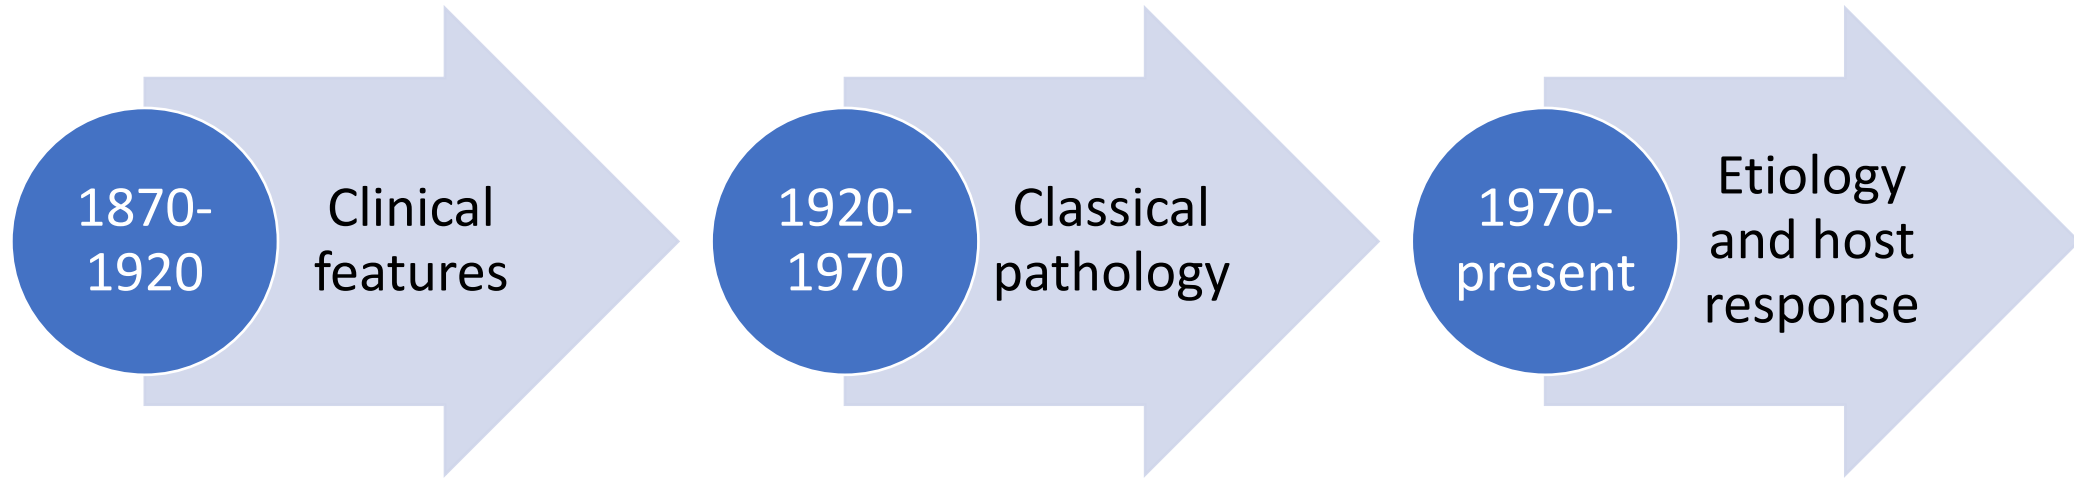 1870-
1920
Clinical
features
1920-
1970
Classical
pathology
1970-
present
Etiology
and host
response